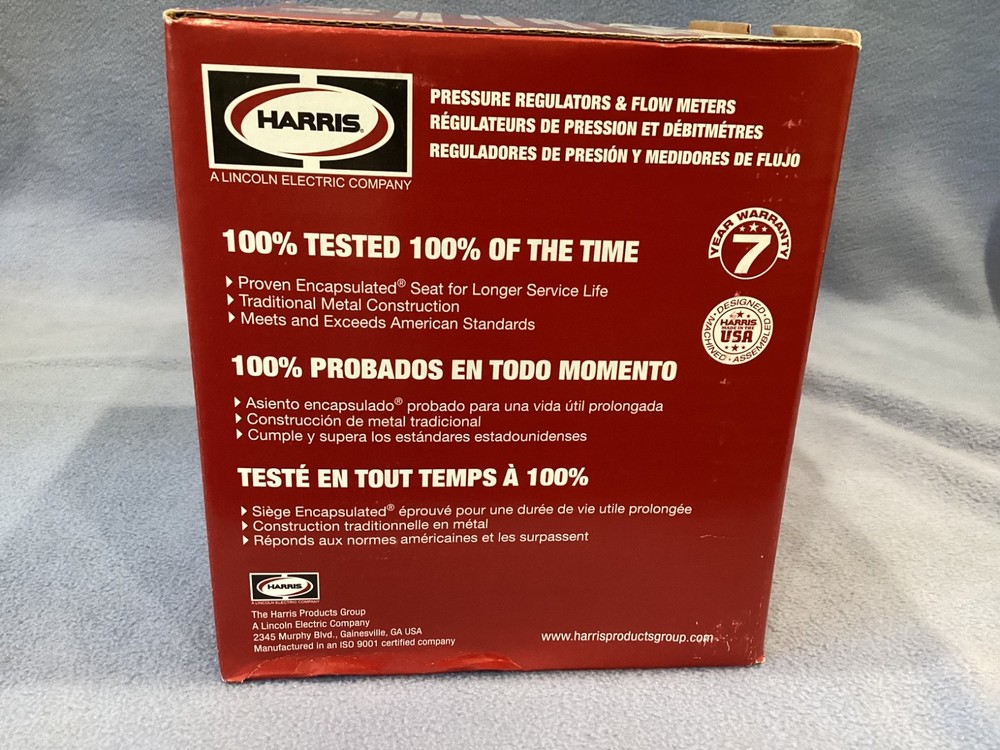 HARRIS®
A LINCOLN ELECTRIC COMPANY
PRESSURE REGULATORS & FLOW METERS
RÉGULATEURS DE PRESSION ET DÉBITMÉTRES
REGULADORES DE PRESIÓN Y MEDIDORES DE FLUJO
YEAR WARRANTY
7
100% TESTED 100% OF THE TIME
Proven Encapsulated® Seat for Longer Service Life
Traditional Metal Construction
Meets and Exceeds American Standards
DESIGNED · MACHINED · ASSEMBLED
HARRIS
MADE IN THE
USA
100% PROBADOS EN TODO MOMENTO
Asiento encapsulado® probado para una vida útil prolongada
Construcción de metal tradicional
Cumple y supera los estándares estadounidenses
TESTÉ EN TOUT TEMPS À 100%
Siège Encapsulated® éprouvé pour une durée de vie utile prolongée
Construction traditionnelle en métal
Réponds aux normes américaines et les surpassent
HARRIS
A LINCOLN ELECTRIC COMPANY
The Harris Products Group
A Lincoln Electric Company
2345 Murphy Blvd., Gainesville, GA USA
Manufactured in an ISO 9001 certified company
www.harrisproductsgroup.com